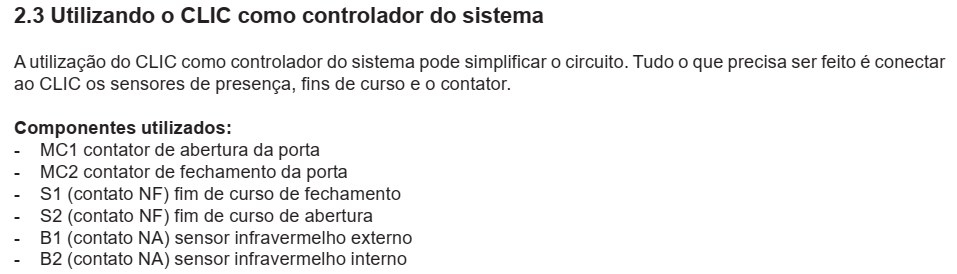 2.3 Utilizando o CLIC como controlador do sistema
A utilização do CLIC como controlador do sistema pode simplificar o circuito. Tudo o que precisa ser feito é conectar
ao CLIC os sensores de presença, fins de curso e o contator.
Componentes utilizados:
- MC1 contator de abertura da porta
- MC2 contator de fechamento da porta
- S1 (contato NF) fim de curso de fechamento
- S2 (contato NF) fim de curso de abertura
- B1 (contato NA) sensor infravermelho externo
- B2 (contato NA) sensor infravermelho interno